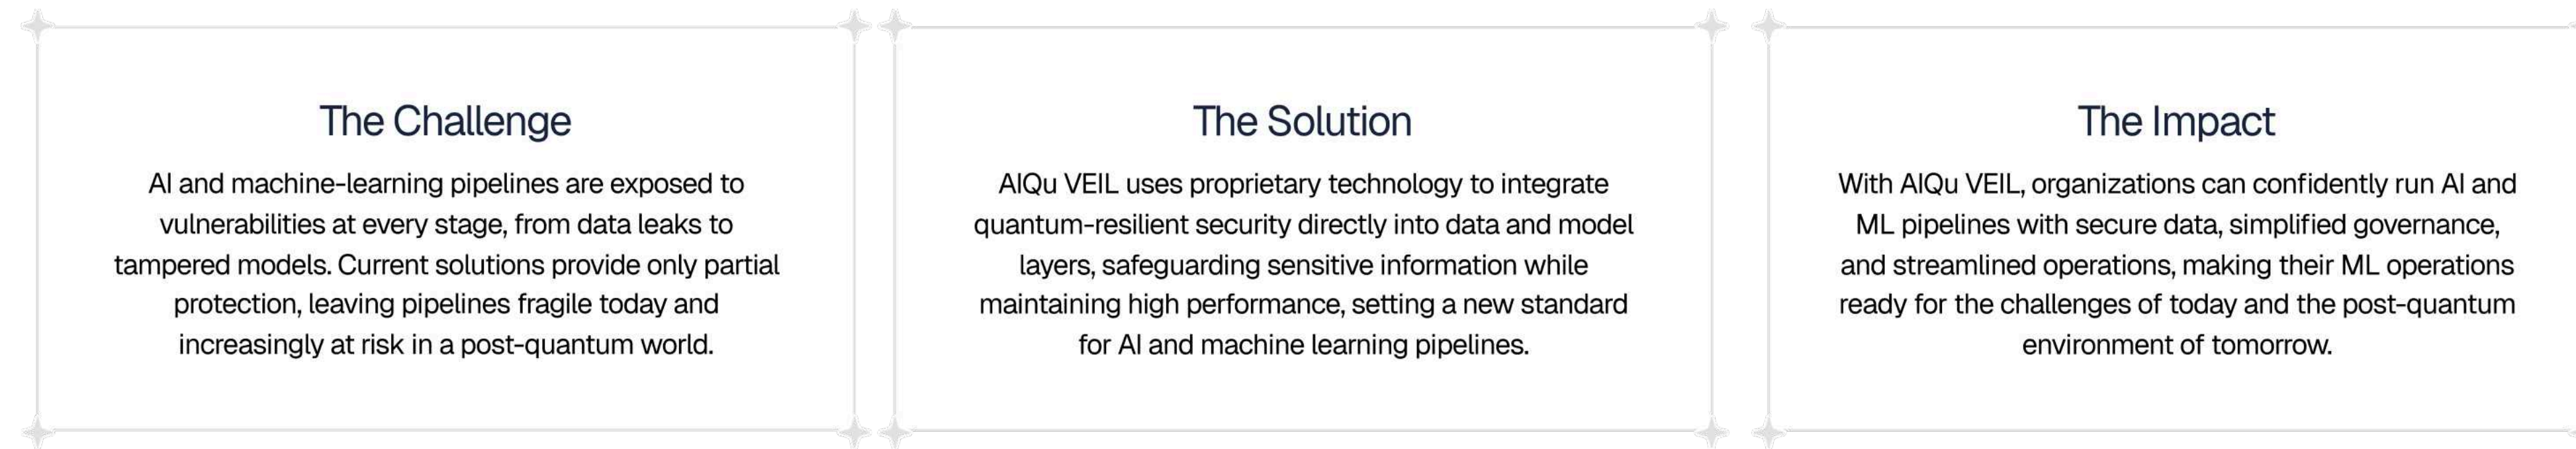 The Challenge
AI and machine-learning pipelines are exposed to
vulnerabilities at every stage, from data leaks to
tampered models. Current solutions provide only partial
protection, leaving pipelines fragile today and
increasingly at risk in a post-quantum world.
The Solution
AIQu VEIL uses proprietary technology to integrate
quantum-resilient security directly into data and model
layers, safeguarding sensitive information while
maintaining high performance, setting a new standard
for AI and machine learning pipelines.
The Impact
With AIQu VEIL, organizations can confidently run AI and
ML pipelines with secure data, simplified governance,
and streamlined operations, making their ML operations
ready for the challenges of today and the post-quantum
environment of tomorrow.